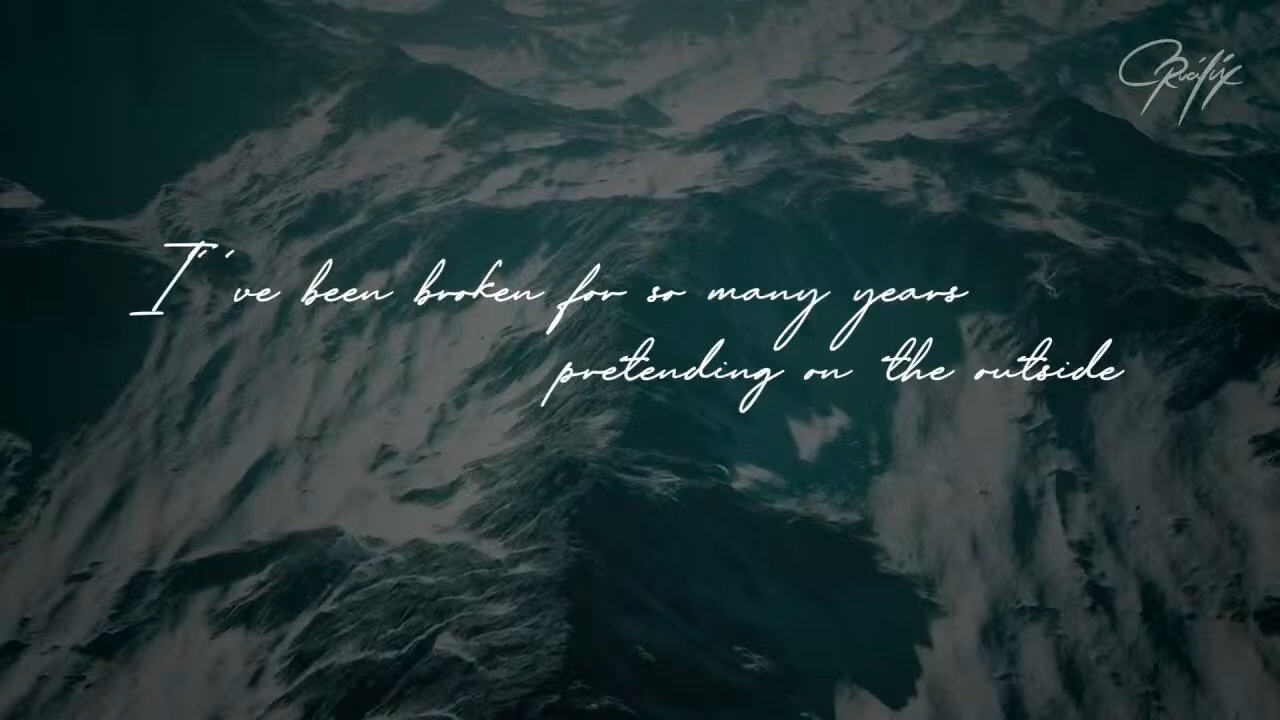 I've been broken for so many years
pretending on the outside